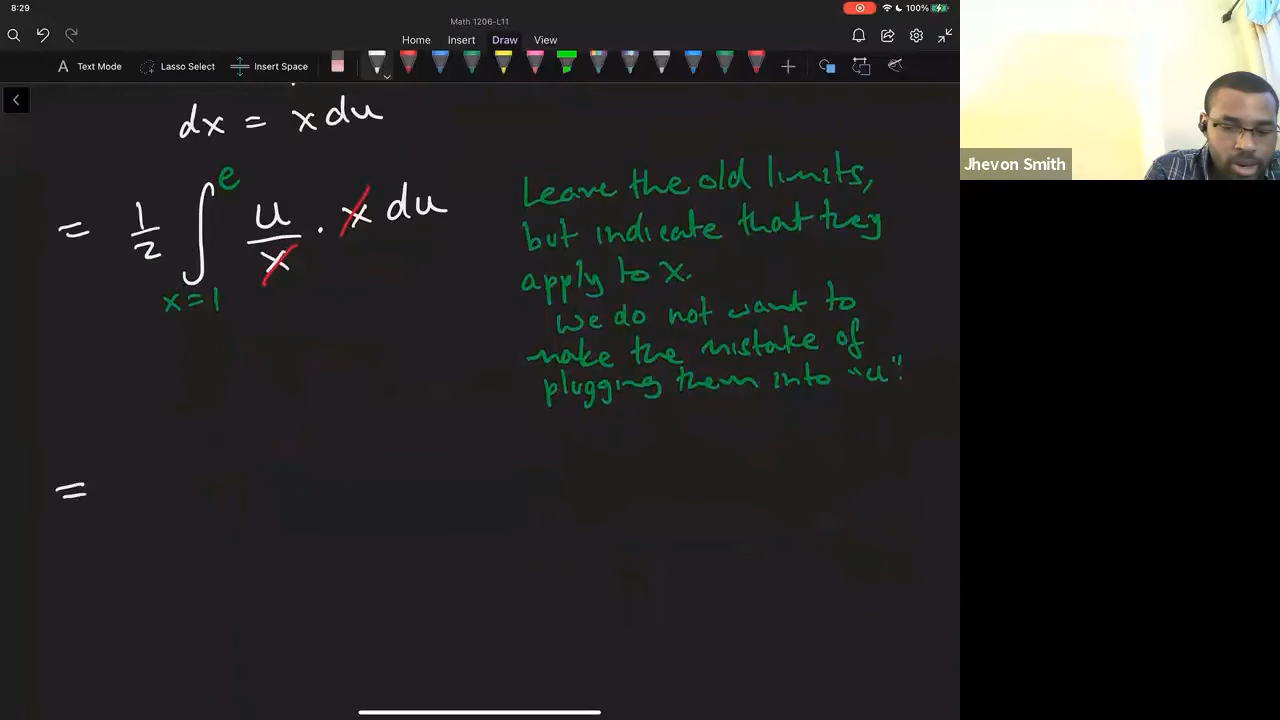 8:29
100%
Math 1206-L11
Home Insert Draw View
Text Mode Lasso Select Insert Space
dx = x du
= 1/2 ∫_{x=1}^{e} u/x · x du
=
Leave the old limits,
but indicate that they
apply to x.
We do not want to
make the mistake of
plugging them into "u".
Jhevon Smith